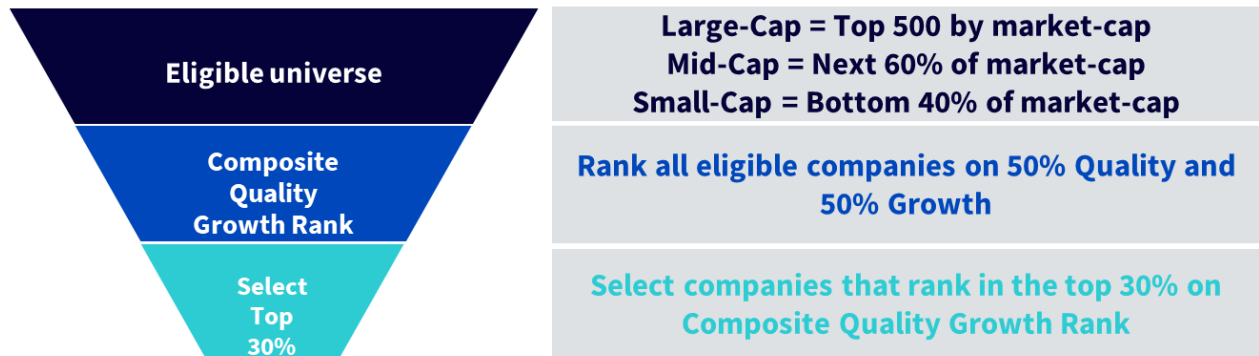 Eligible universe
Large-Cap = Top 500 by market-cap
Mid-Cap = Next 60% of market-cap
Small-Cap = Bottom 40% of market-cap
Composite
Quality
Growth Rank
Rank all eligible companies on 50% Quality and
50% Growth
Select
Top
30%
Select companies that rank in the top 30% on
Composite Quality Growth Rank